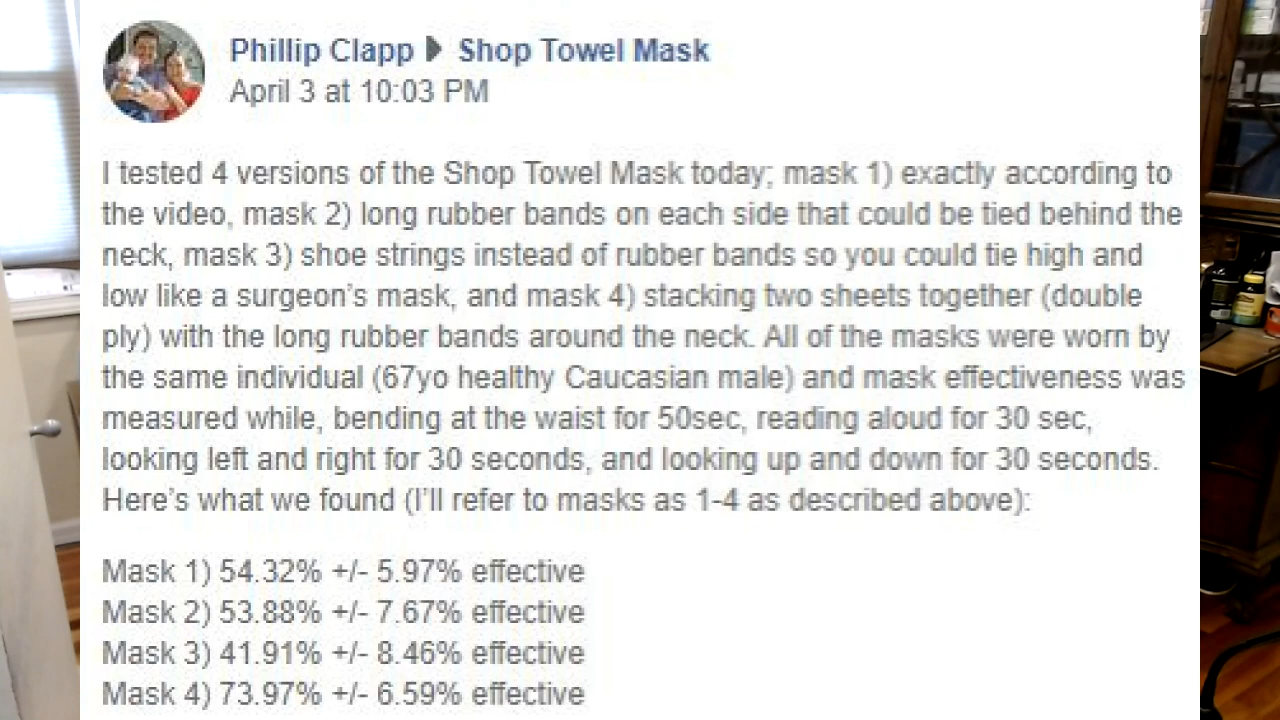 Phillip Clapp ▶ Shop Towel Mask
April 3 at 10:03 PM
I tested 4 versions of the Shop Towel Mask today; mask 1) exactly according to
the video, mask 2) long rubber bands on each side that could be tied behind the
neck, mask 3) shoe strings instead of rubber bands so you could tie high and
low like a surgeon's mask, and mask 4) stacking two sheets together (double
ply) with the long rubber bands around the neck. All of the masks were worn by
the same individual (67yo healthy Caucasian male) and mask effectiveness was
measured while, bending at the waist for 50sec, reading aloud for 30 sec,
looking left and right for 30 seconds, and looking up and down for 30 seconds.
Here's what we found (I'll refer to masks as 1-4 as described above):
Mask 1) 54.32% +/- 5.97% effective
Mask 2) 53.88% +/- 7.67% effective
Mask 3) 41.91% +/- 8.46% effective
Mask 4) 73.97% +/- 6.59% effective